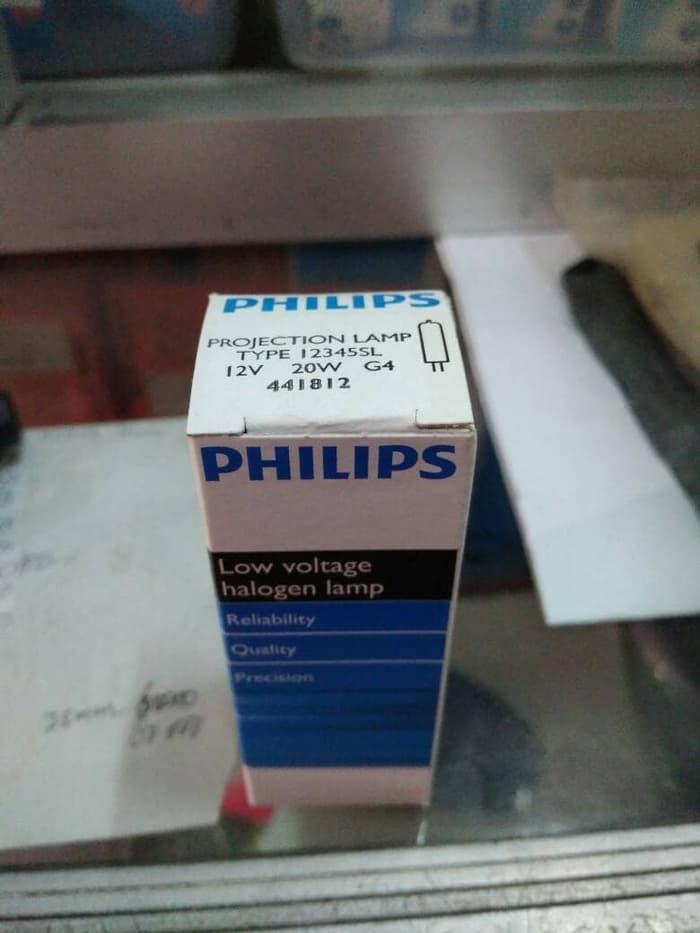 PHILIPS
PROJECTION LAMP
TYPE 12345SL
12V 20W G4
441812
PHILIPS
Low voltage
halogen lamp
Reliability
Quality
Precision